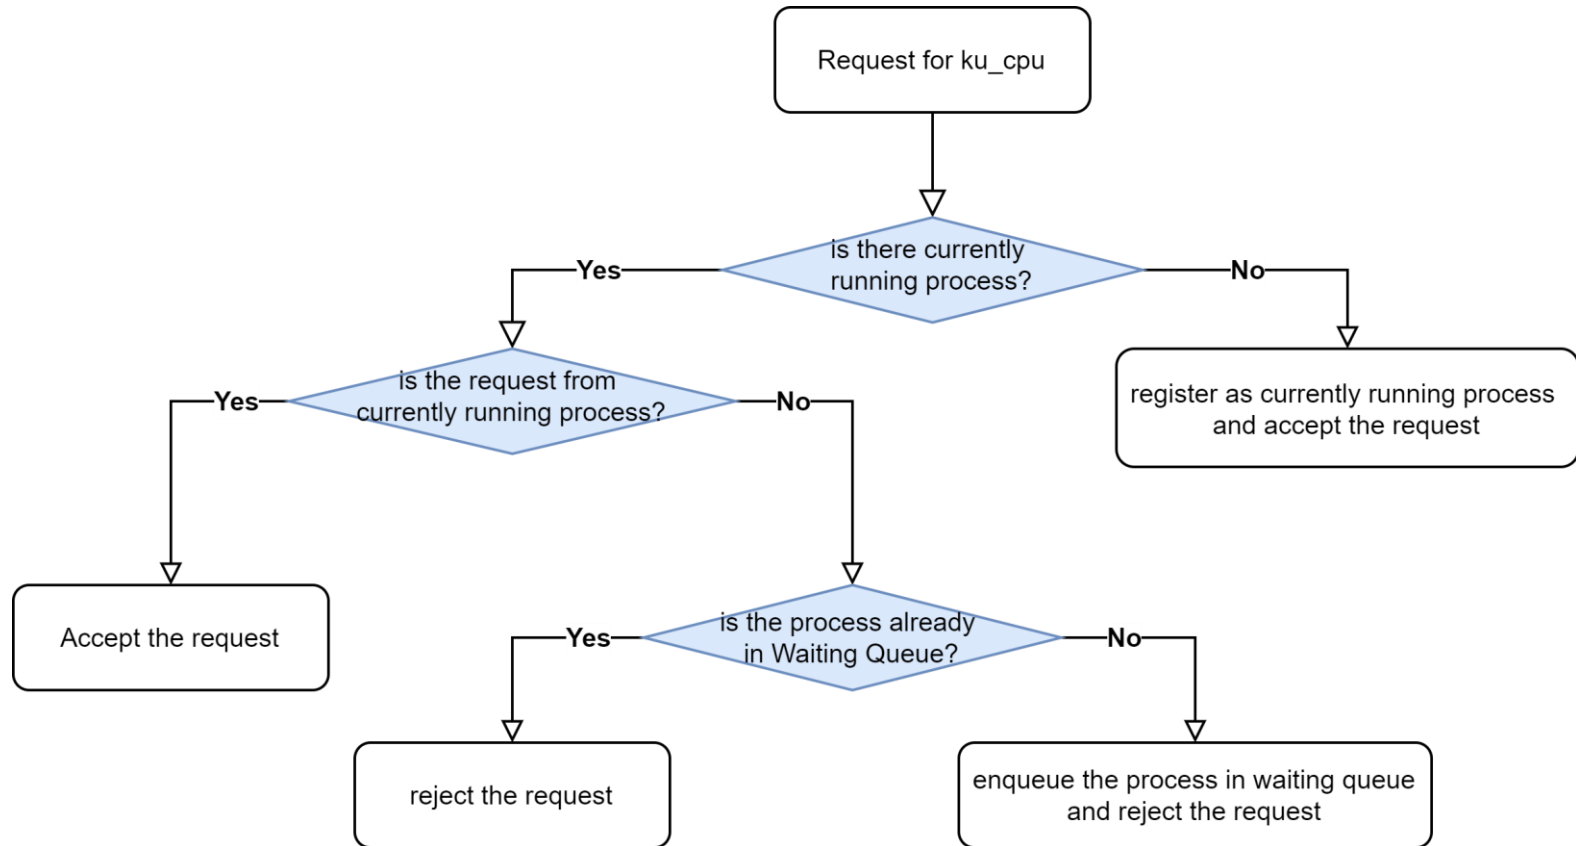 Request for ku_cpu
is there currently
running process?
Yes
No
is the request from
currently running process?
Yes
No
register as currently running process
and accept the request
Accept the request
is the process already
in Waiting Queue?
Yes
No
reject the request
enqueue the process in waiting queue
and reject the request